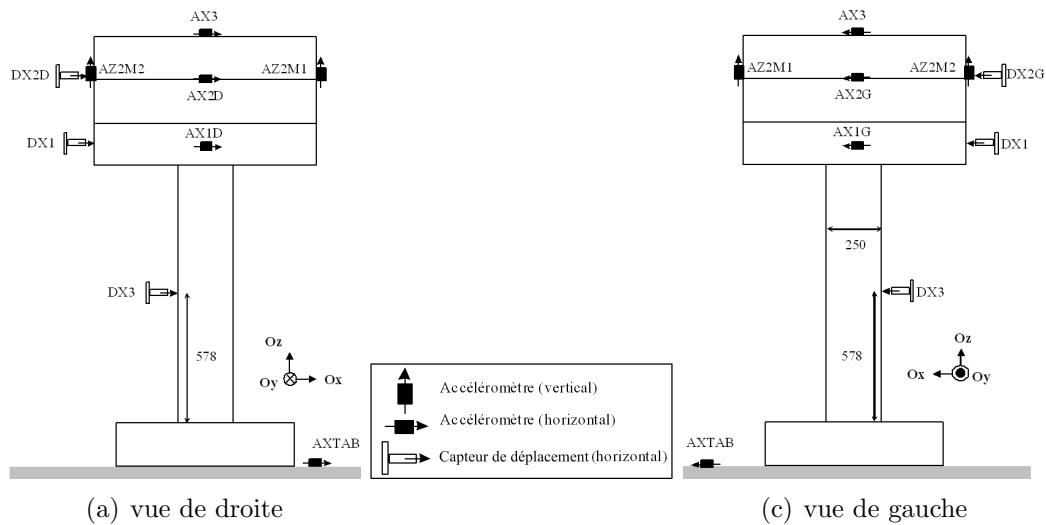 AX3
DX2D
AZ2M2
AZ2M1
AX2D
DX1
AX1D
DX3
578
Oz
Oy
Ox
AXTAB
(a) vue de droite
Accéléromètre (vertical)
Accéléromètre (horizontal)
Capteur de déplacement (horizontal)
AX3
AZ2M1
AZ2M2
DX2G
AX2G
AX1G
DX1
250
DX3
578
Oz
Ox
Oy
AXTAB
(c) vue de gauche